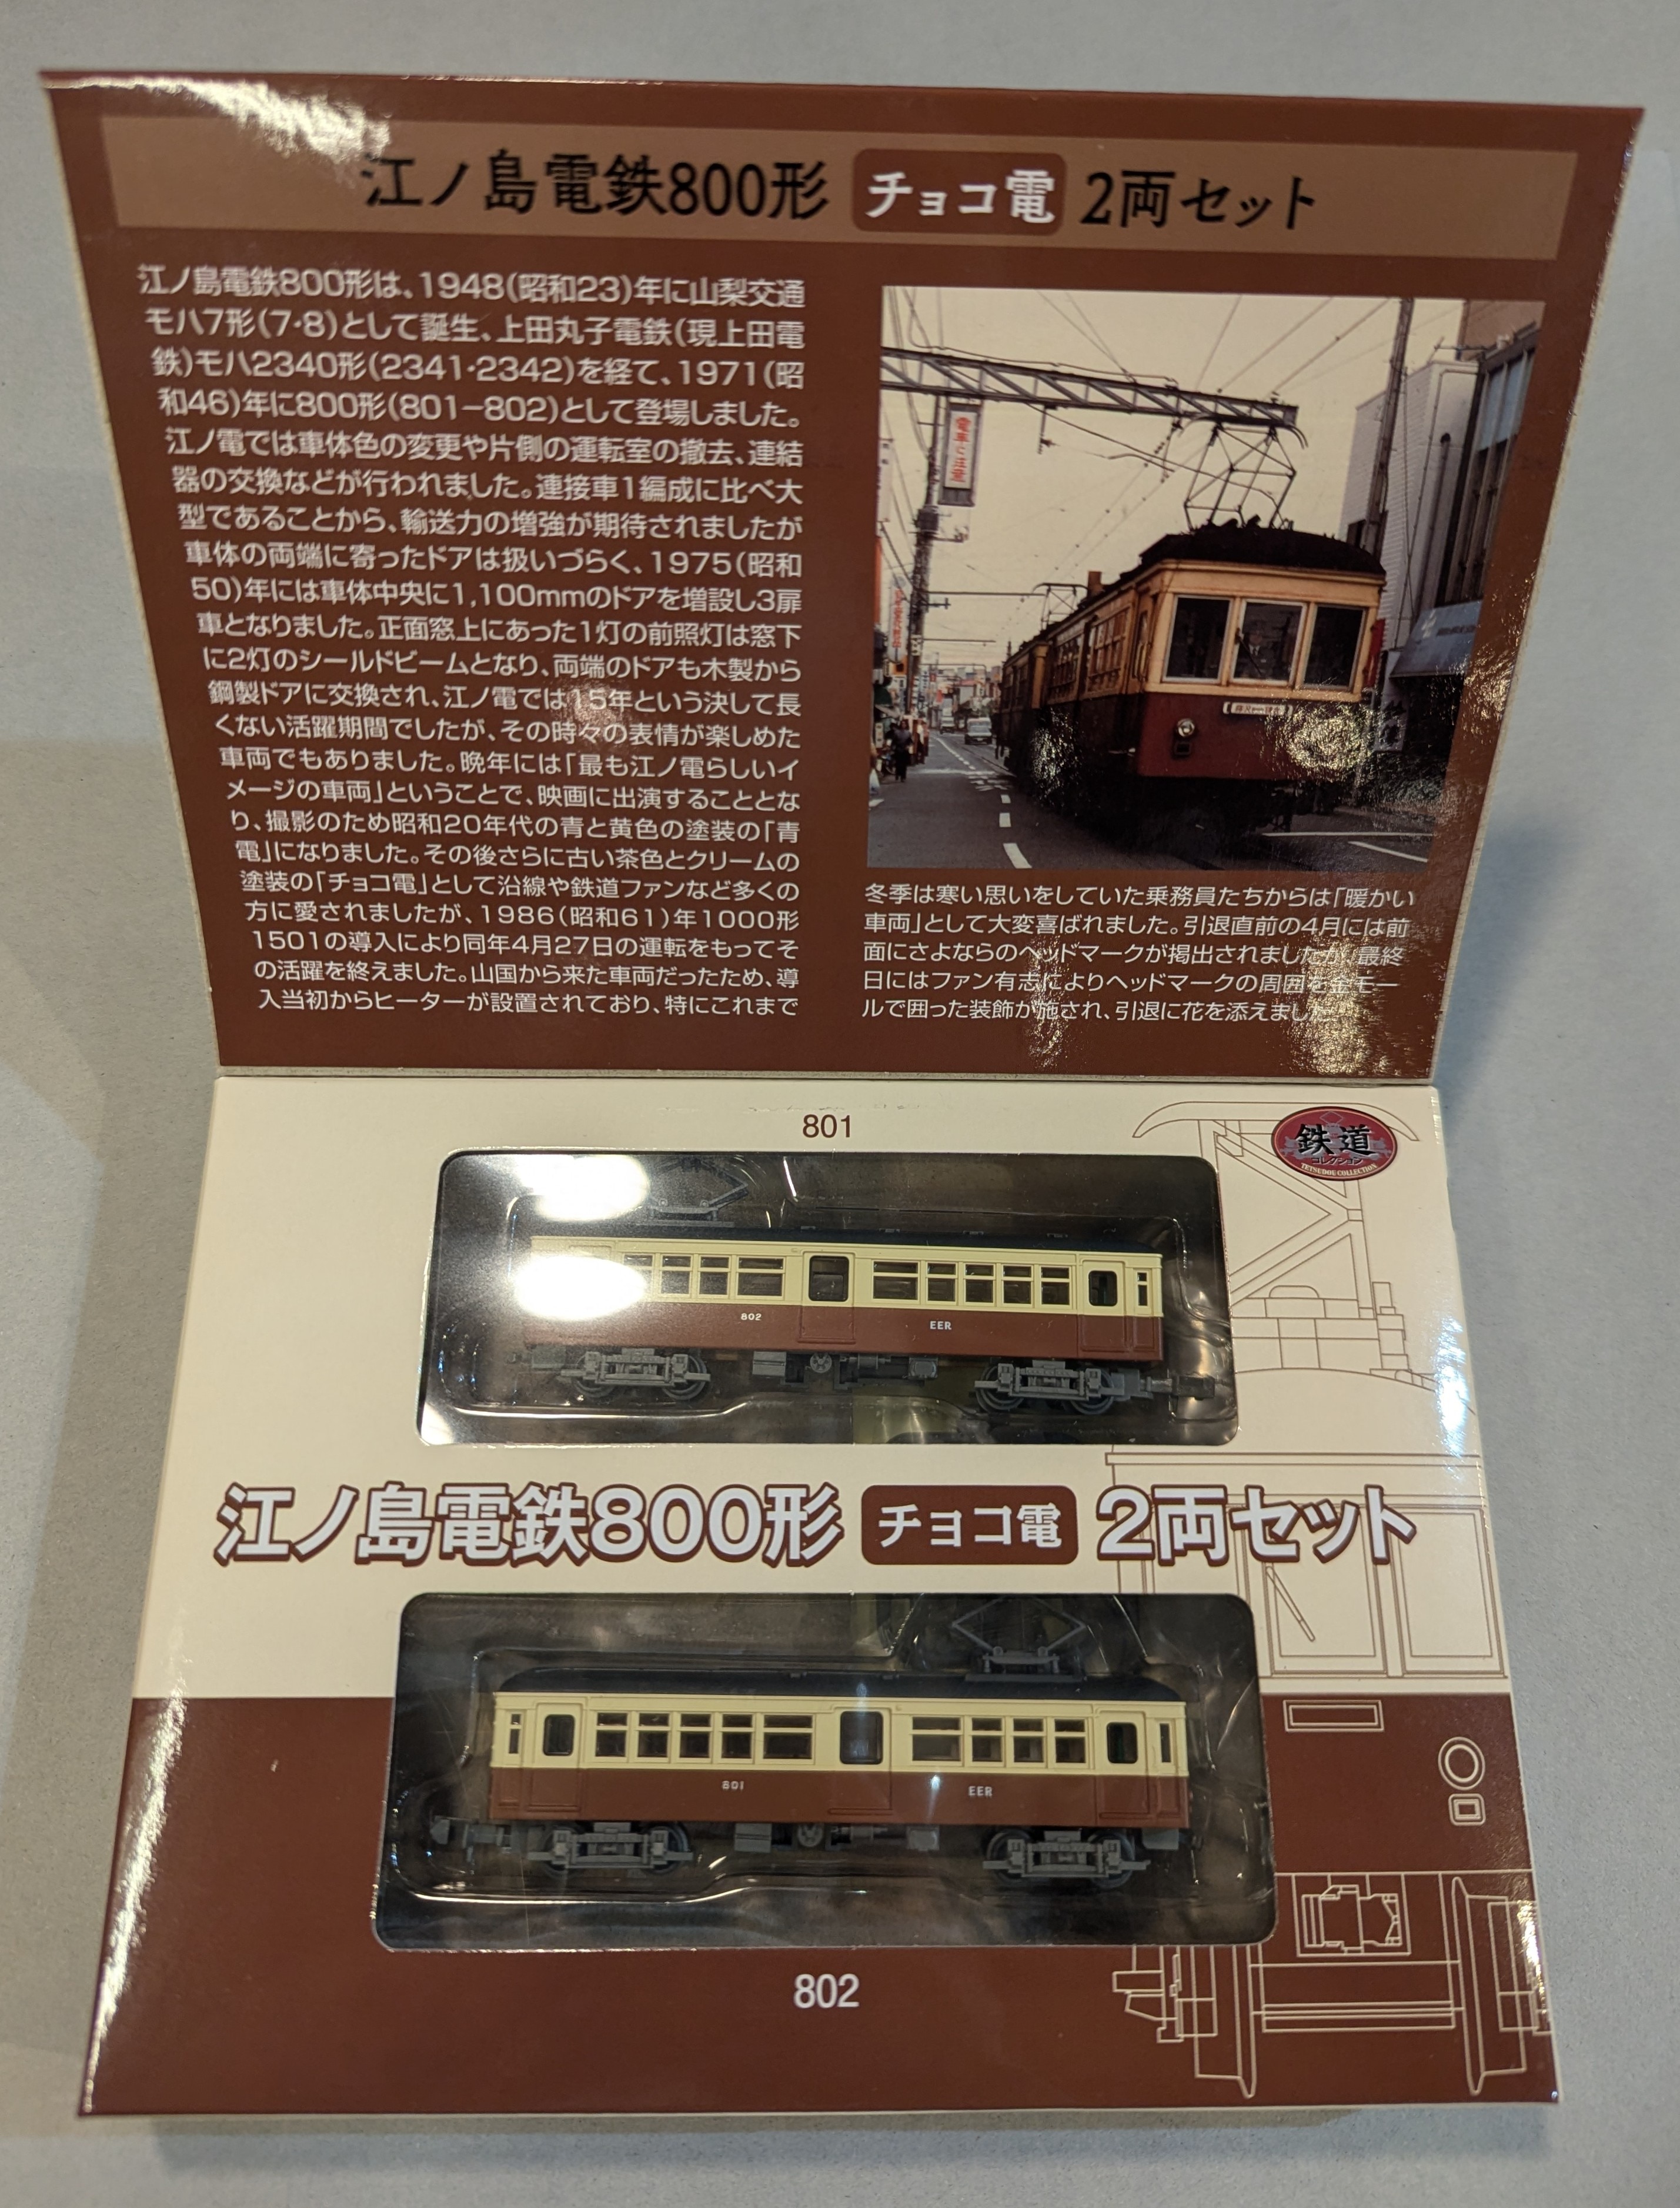 江ノ島電鉄800形 チョコ電 2両セット
江ノ島電鉄800形は、1948(昭和23)年に山梨交通
モハ7形(7・8)として誕生、上田丸子電鉄(現上田電
鉄)モハ2340形(2341・2342)を経て、1971(昭
和46)年に800形(801−802)として登場しました。
江ノ電では車体色の変更や片側の運転室の撤去、連結
器の交換などが行われました。連接車1編成に比べ大
型であることから、輸送力の増強が期待されましたが
車体の両端に寄ったドアは扱いづらく、1975(昭和
50)年には車体中央に1,100mmのドアを増設し3扉
車となりました。正面窓上にあった1灯の前照灯は窓下
に2灯のシールドビームとなり、両端のドアも木製から
鋼製ドアに交換され、江ノ電では15年という決して長
くない活躍期間でしたが、その時々の表情が楽しめた
車両でもありました。晩年には「最も江ノ電らしいイ
メージの車両」ということで、映画に出演することとな
り、撮影のため昭和20年代の青と黄色の塗装の「青
電」になりました。その後さらに古い茶色とクリームの
塗装の「チョコ電」として沿線や鉄道ファンなど多くの
方に愛されましたが、1986(昭和61)年1000形
1501の導入により同年4月27日の運転をもってそ
の活躍を終えました。山国から来た車両だったため、導
入当初からヒーターが設置されており、特にこれまで
電車に注意
冬季は寒い思いをしていた乗務員たちからは「暖かい
車両」として大変喜ばれました。引退直前の4月には前
面にさよならのヘッドマークが掲出されましたが、最終
日にはファン有志によりヘッドマークの周囲を金モー
ルで囲った装飾が施され、引退に花を添えました
801
鉄道
コレクション
TETSUDOU COLLECTION
802
EER
江ノ島電鉄800形 チョコ電 2両セット
801
EER
802